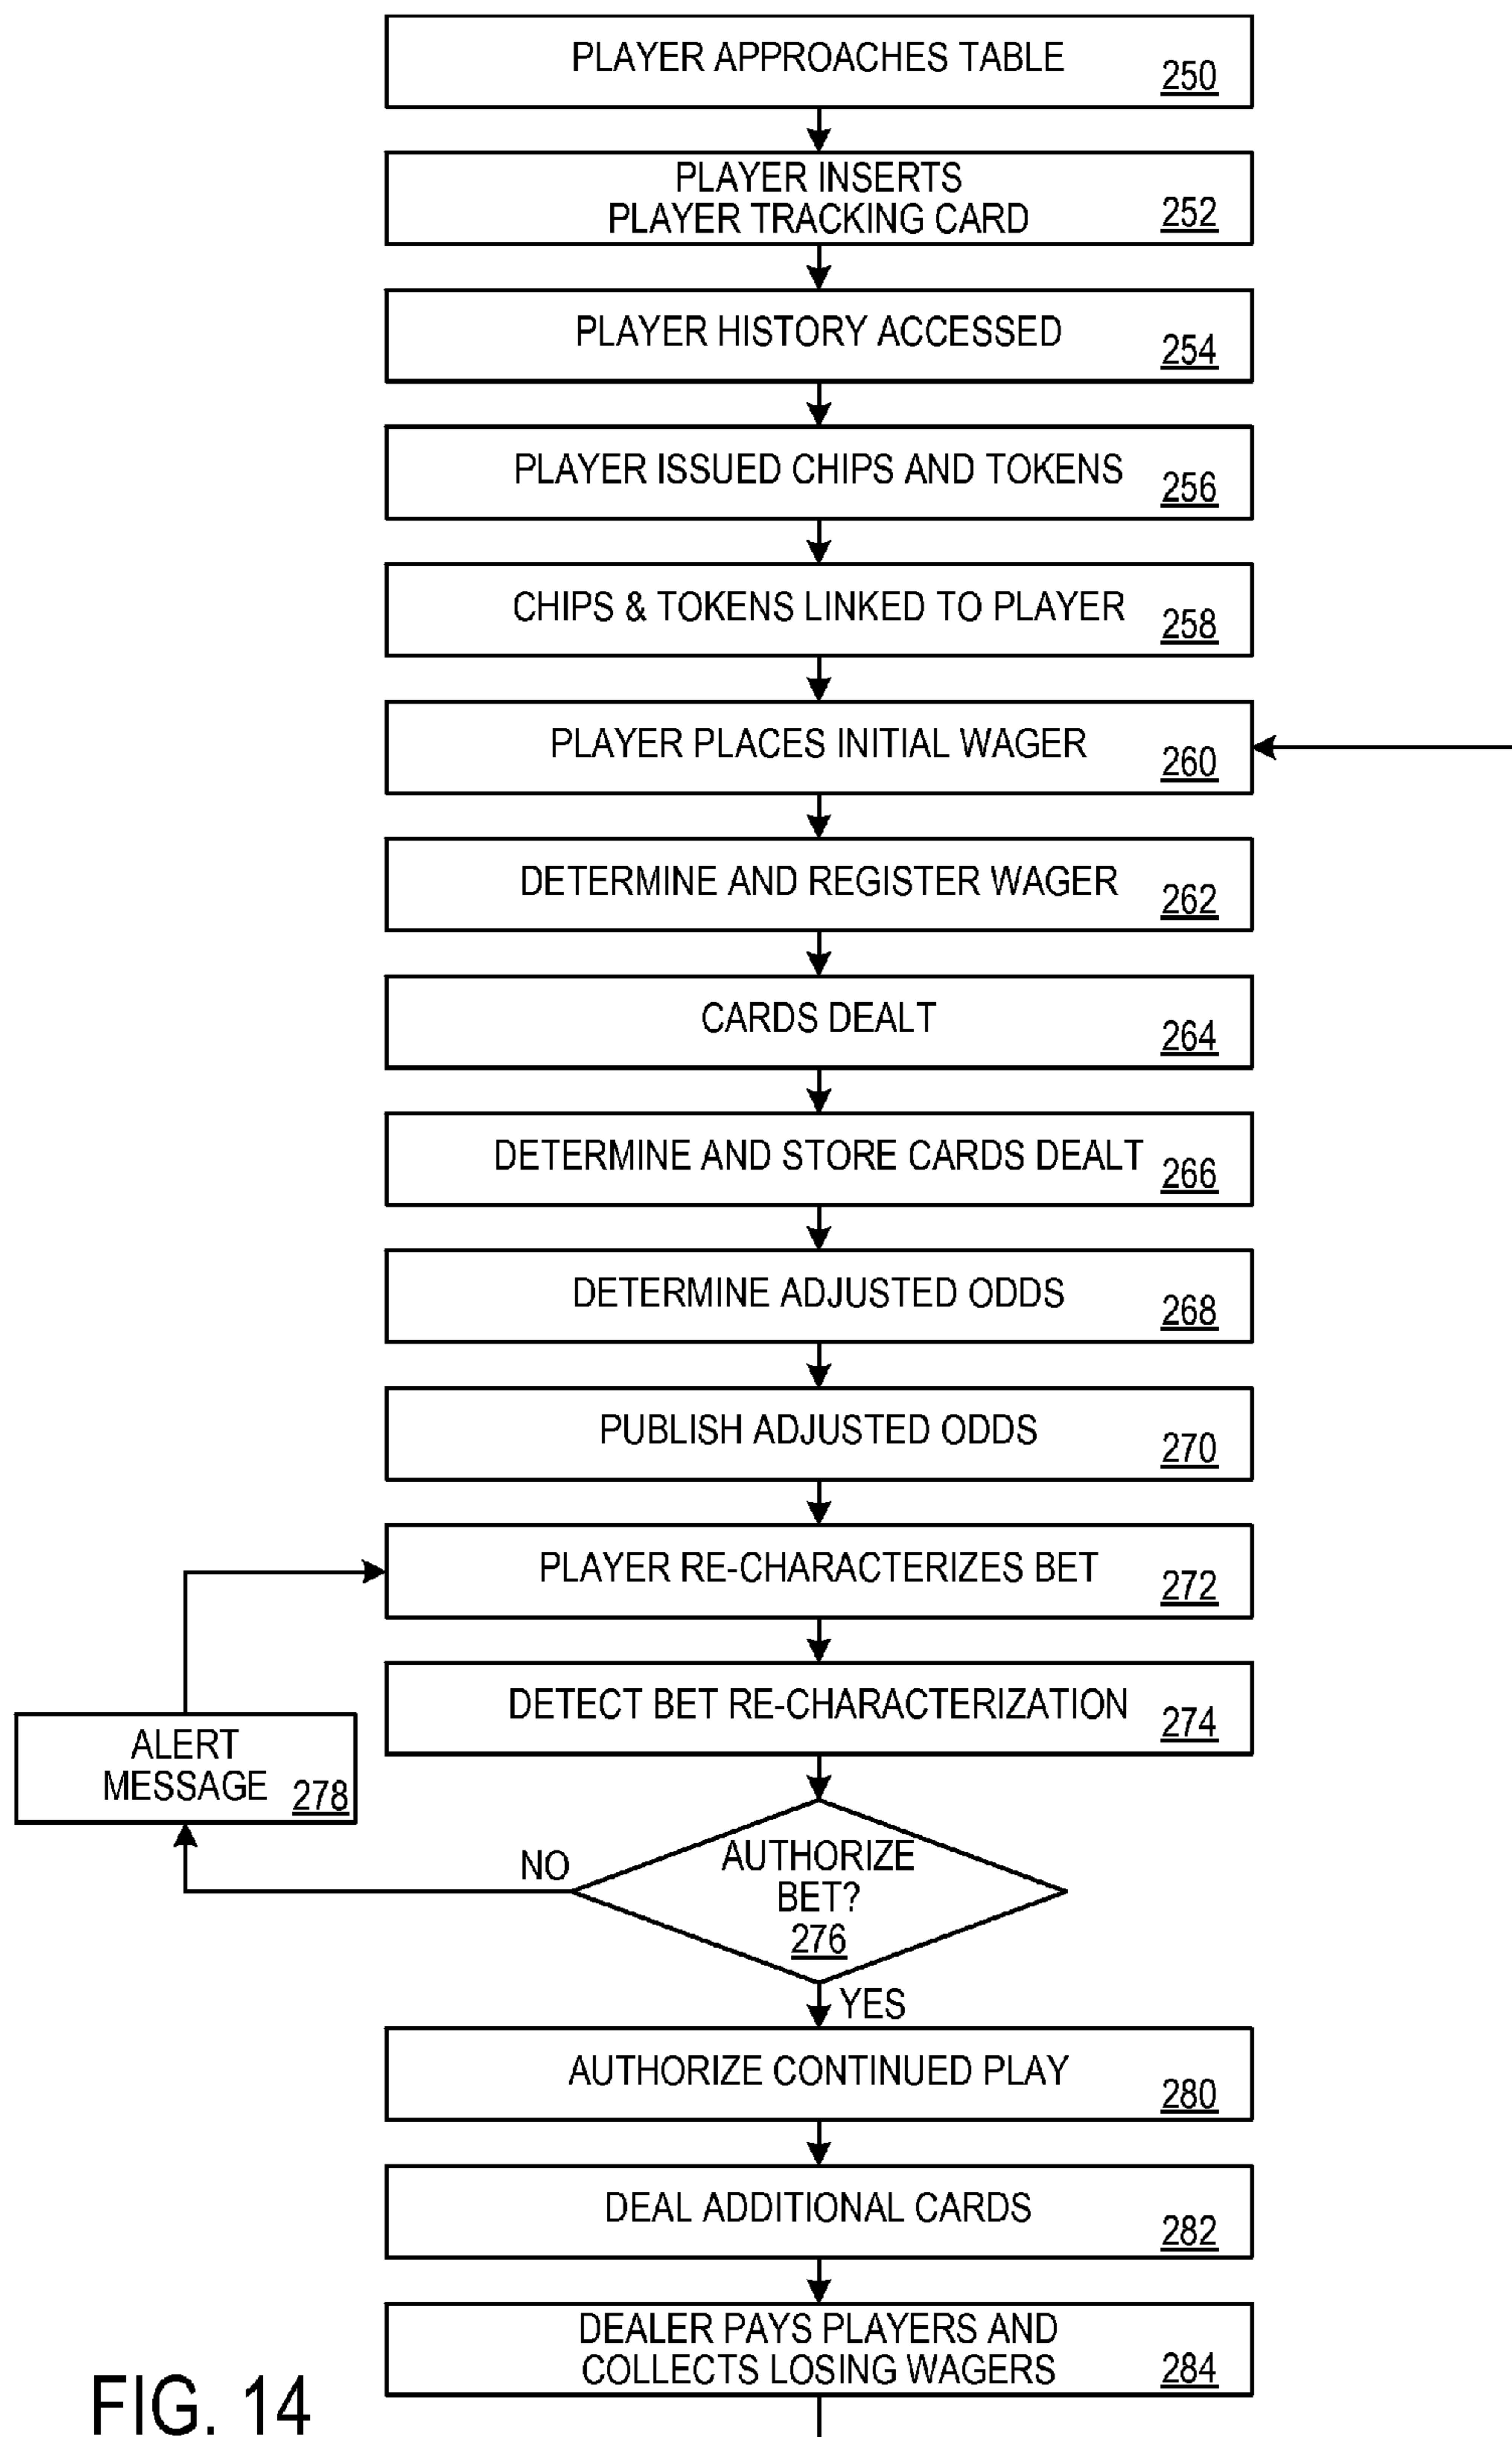 PLAYER APPROACHES TABLE
250
PLAYER INSERTS
PLAYER TRACKING CARD
252
PLAYER HISTORY ACCESSED
254
PLAYER ISSUED CHIPS AND TOKENS
256
CHIPS & TOKENS LINKED TO PLAYER
258
PLAYER PLACES INITIAL WAGER
260
DETERMINE AND REGISTER WAGER
262
CARDS DEALT
264
DETERMINE AND STORE CARDS DEALT
266
DETERMINE ADJUSTED ODDS
268
PUBLISH ADJUSTED ODDS
270
PLAYER RE-CHARACTERIZES BET
272
DETECT BET RE-CHARACTERIZATION
274
ALERT
MESSAGE
278
NO
AUTHORIZE
BET?
276
YES
AUTHORIZE CONTINUED PLAY
280
DEAL ADDITIONAL CARDS
282
DEALER PAYS PLAYERS AND
COLLECTS LOSING WAGERS
284
FIG. 14